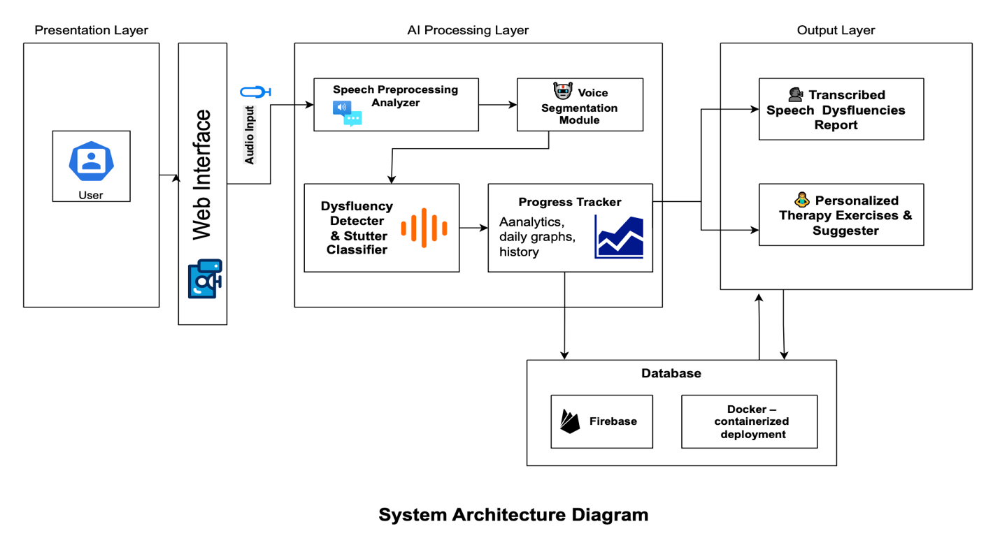 Presentation Layer
AI Processing Layer
Output Layer
User
Web Interface
Audio Input
Speech Preprocessing
Analyzer
Voice
Segmentation
Module
Dysfluency
Detecter
& Stutter
Classifier
Progress Tracker
Aanalytics,
daily graphs,
history
Transcribed
Speech Dysfluencies
Report
Personalized
Therapy Exercises &
Suggester
Database
Firebase
Docker –
containerized
deployment
System Architecture Diagram